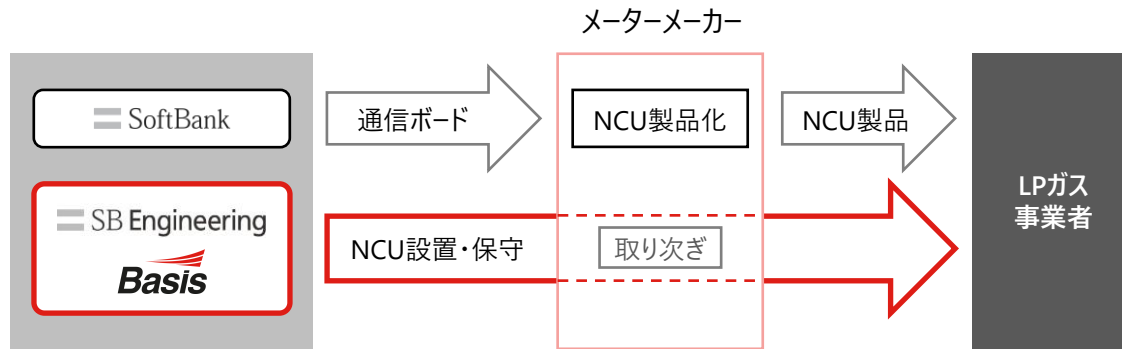 メーターメーカー
SoftBank
通信ボード
NCU製品化
NCU製品
SB Engineering
Basis
NCU設置・保守
取り次ぎ
LPガス
事業者